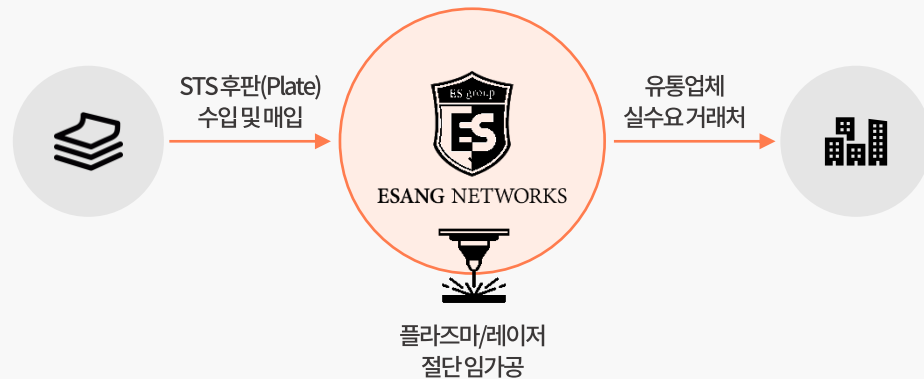 STS 후판(Plate)
수입 및 매입
ES group
ES
ESANG NETWORKS
유통업체
실수요 거래처
플라즈마/레이저
절단 임가공